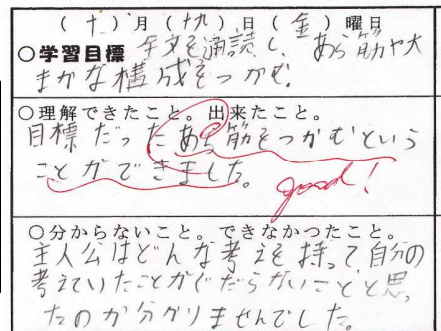 (十)月(十九)日(金)曜日
○学習目標 全文を通読し、あら筋や大
まかな構成をつかむ。
○理解できたこと。出来たこと。
目標だったあら筋をつかむという
ことができました。
good!
○分からないこと。できなかつたこと。
主人公はどんな考えを持って、自分の
考えていたことがくだらないことと思っ
たのか分かりませんでした。